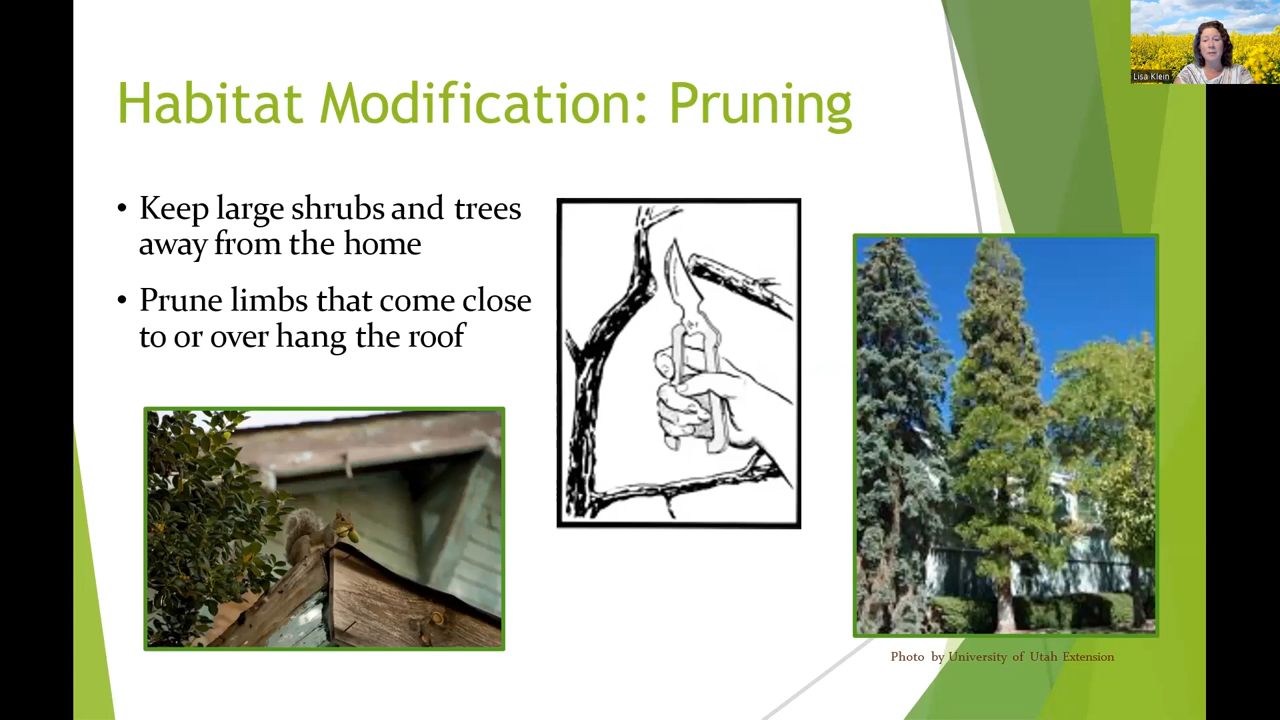 Habitat Modification: Pruning
Lisa Klein
• Keep large shrubs and trees
away from the home
• Prune limbs that come close
to or over hang the roof
Photo by University of Utah Extension